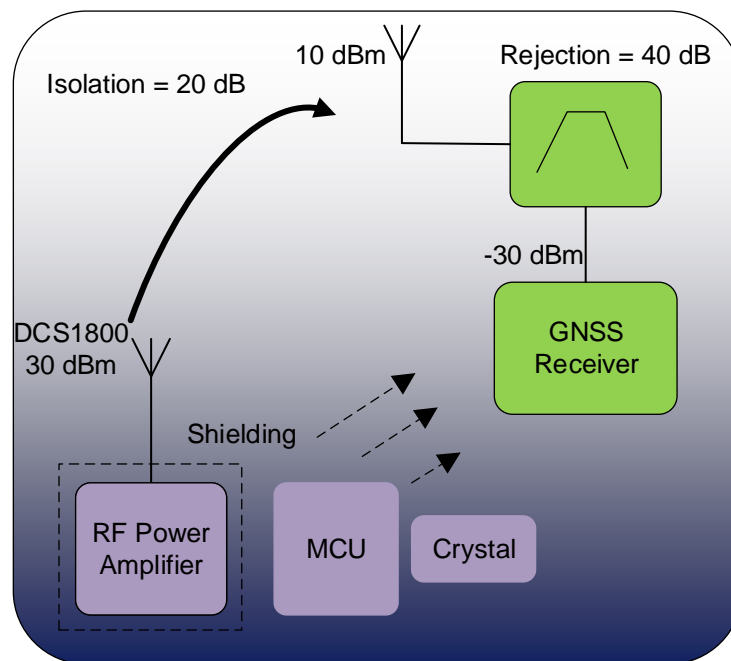 10 dBm
Rejection = 40 dB
Isolation = 20 dB
-30 dBm
GNSS
Receiver
DCS1800
30 dBm
Shielding
RF Power
Amplifier
MCU
Crystal